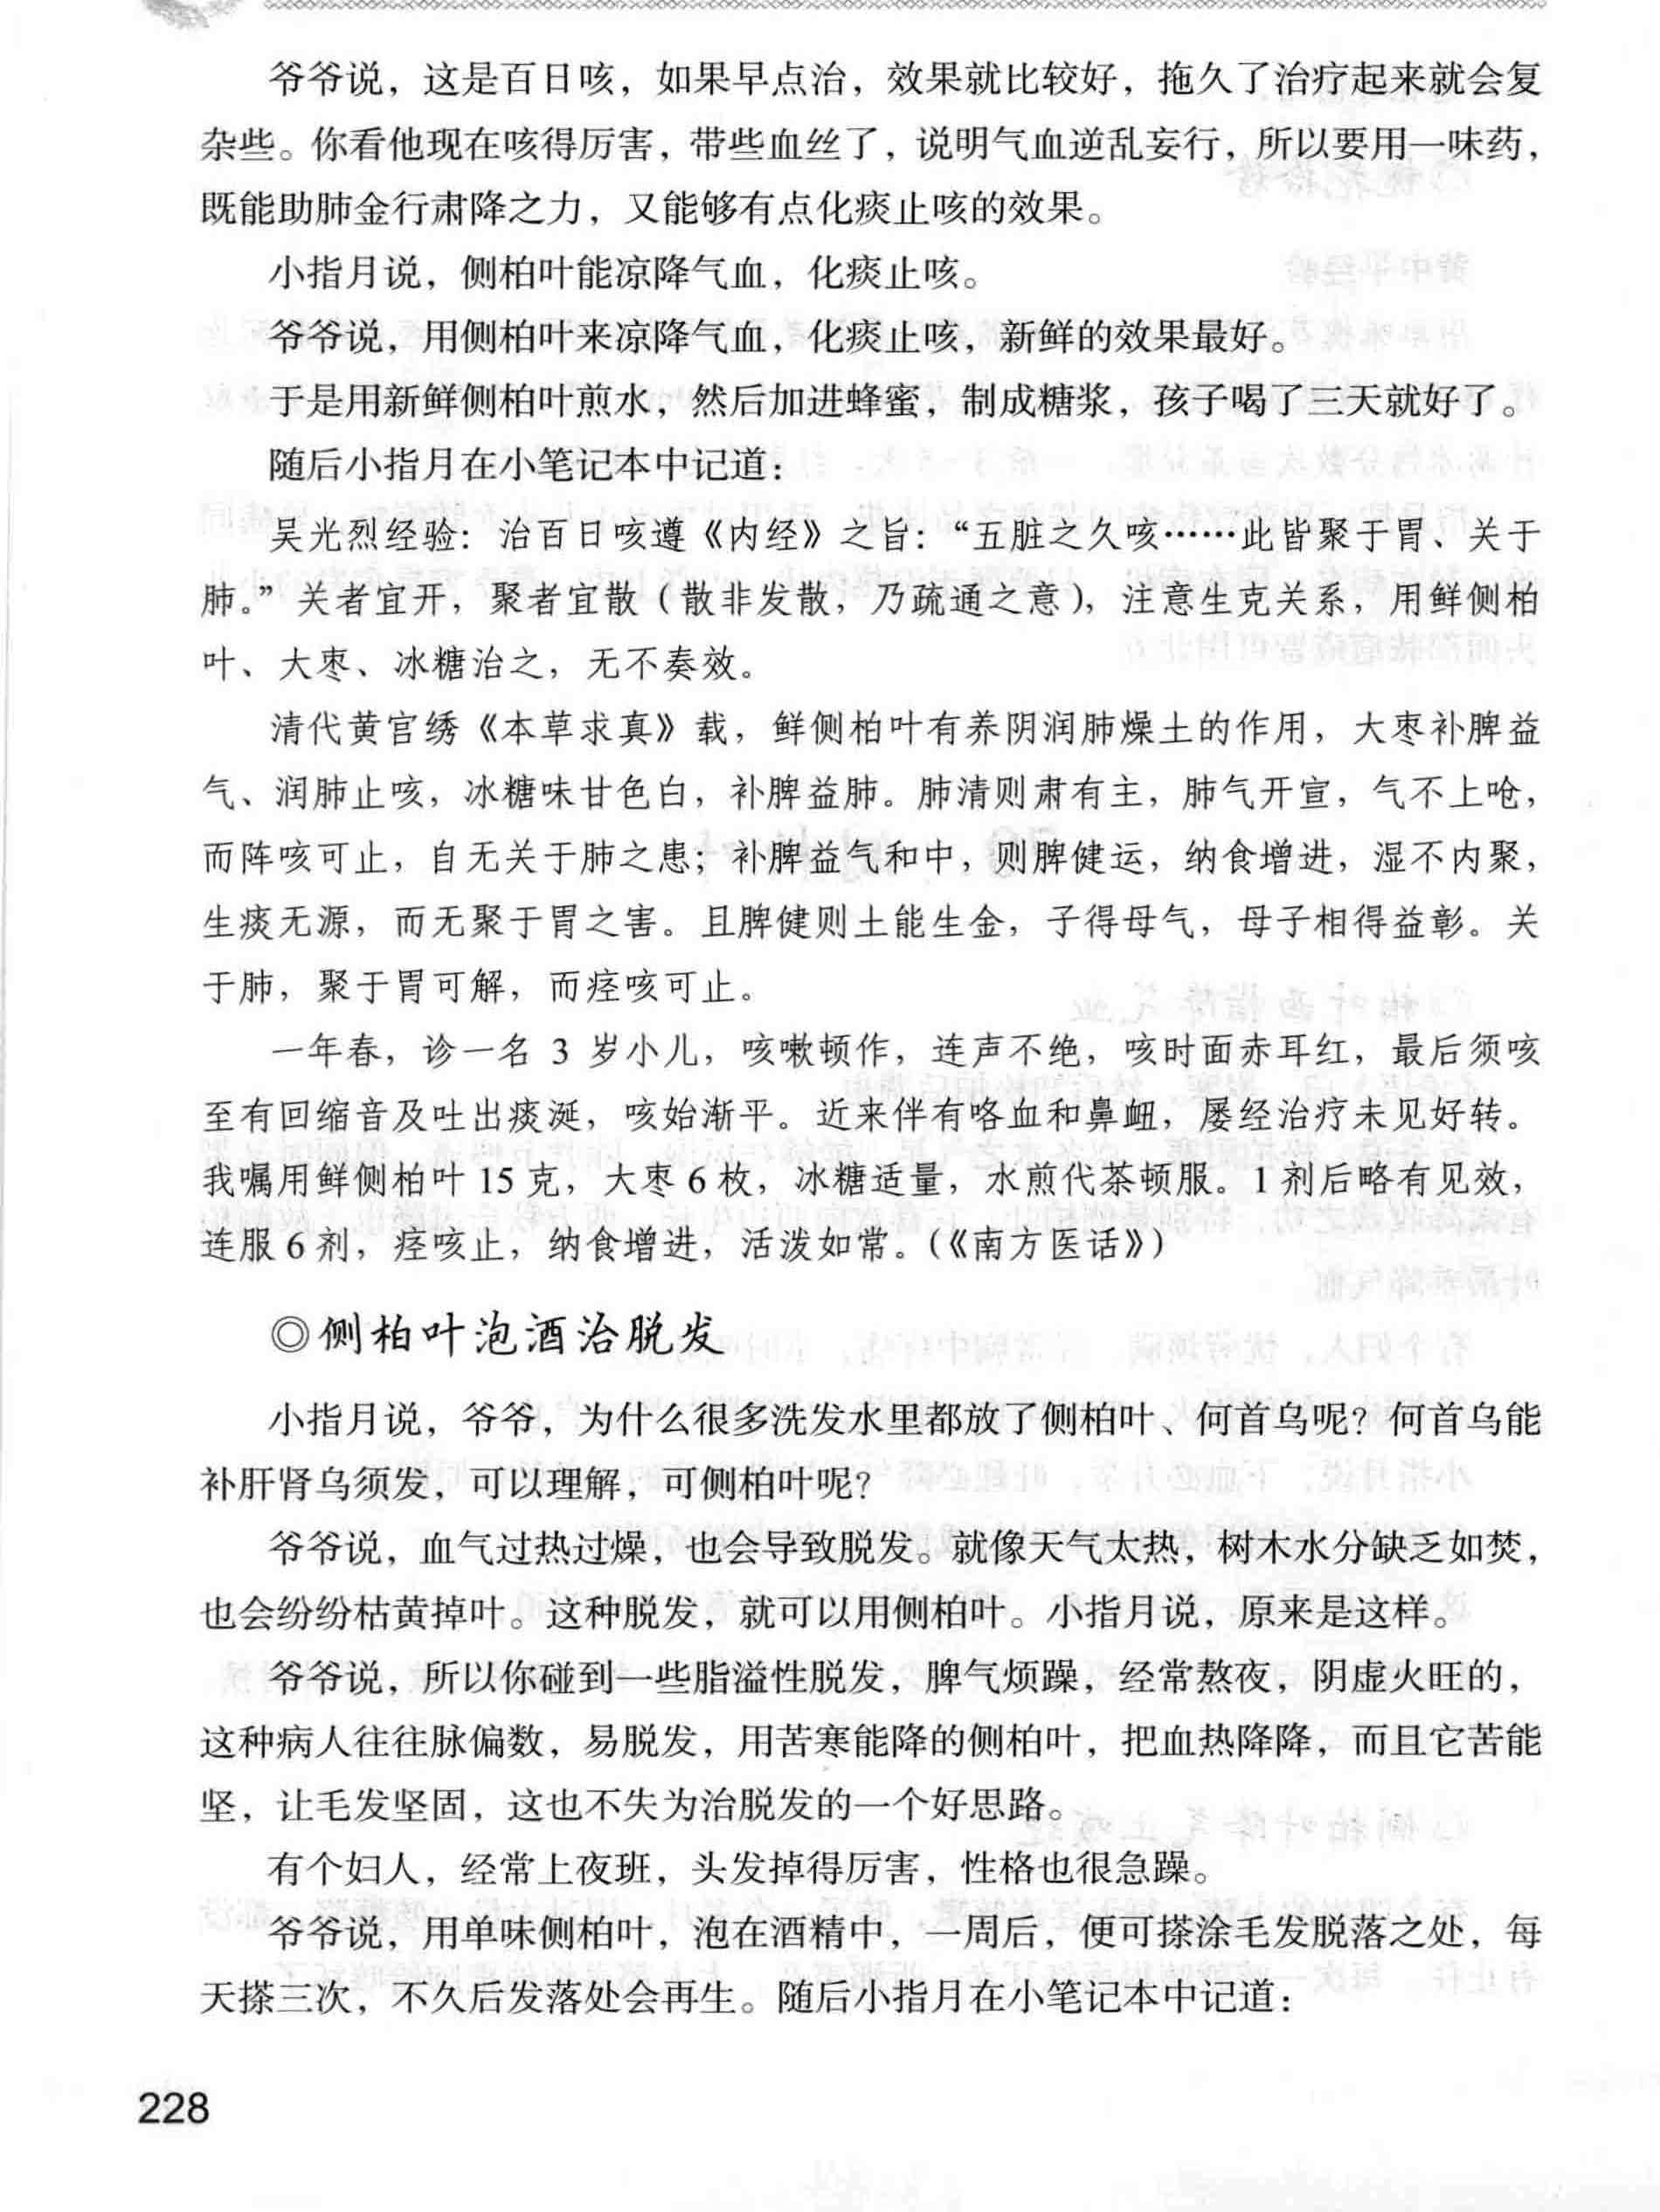 爷爷说，这是百日咳，如果早点治，效果就比较好，拖久了治疗起来就会复
杂些。你看他现在咳得厉害，带些血丝了，说明气血逆乱妄行，所以要用一味药，
既能助肺金行肃降之力，又能够有点化痰止咳的效果。
小指月说，侧柏叶能凉降气血，化痰止咳。
爷爷说，用侧柏叶来凉降气血，化痰止咳，新鲜的效果最好。
于是用新鲜侧柏叶煎水，然后加进蜂蜜，制成糖浆，孩子喝了三天就好了。
随后小指月在小笔记本中记道：
吴光烈经验：治百日咳遵《内经》之旨：“五脏之久咳……此皆聚于胃、关于
肺。”关者宜开，聚者宜散（散非发散，乃疏通之意），注意生克关系，用鲜侧柏
叶、大枣、冰糖治之，无不奏效。
清代黄宫绣《本草求真》载，鲜侧柏叶有养阴润肺燥土的作用，大枣补脾益
气、润肺止咳，冰糖味甘色白，补脾益肺。肺清则肃有主，肺气开宣，气不上呛，
而阵咳可止，自无关于肺之患；补脾益气和中，则脾健运，纳食增进，湿不内聚，
生痰无源，而无聚于胃之害。且脾健则土能生金，子得母气，母子相得益彰。关
于肺，聚于胃可解，而痉咳可止。
一年春，诊一名 3 岁小儿，咳嗽顿作，连声不绝，咳时面赤耳红，最后须咳
至有回缩音及吐出痰涎，咳始渐平。近来伴有咯血和鼻衄，屡经治疗未见好转。
我嘱用鲜侧柏叶 15 克，大枣 6 枚，冰糖适量，水煎代茶顿服。1 剂后略有见效，
连服 6 剂，痉咳止，纳食增进，活泼如常。（《南方医话》）
◎侧柏叶泡酒治脱发
小指月说，爷爷，为什么很多洗发水里都放了侧柏叶、何首乌呢？何首乌能
补肝肾乌须发，可以理解，可侧柏叶呢？
爷爷说，血气过热过燥，也会导致脱发。就像天气太热，树木水分缺乏如焚，
也会纷纷枯黄掉叶。这种脱发，就可以用侧柏叶。小指月说，原来是这样。
爷爷说，所以你碰到一些脂溢性脱发，脾气烦躁，经常熬夜，阴虚火旺的，
这种病人往往脉偏数，易脱发，用苦寒能降的侧柏叶，把血热降降，而且它苦能
坚，让毛发坚固，这也不失为治脱发的一个好思路。
有个妇人，经常上夜班，头发掉得厉害，性格也很急躁。
爷爷说，用单味侧柏叶，泡在酒精中，一周后，便可搽涂毛发脱落之处，每
天搽三次，不久后发落处会再生。随后小指月在小笔记本中记道：
228